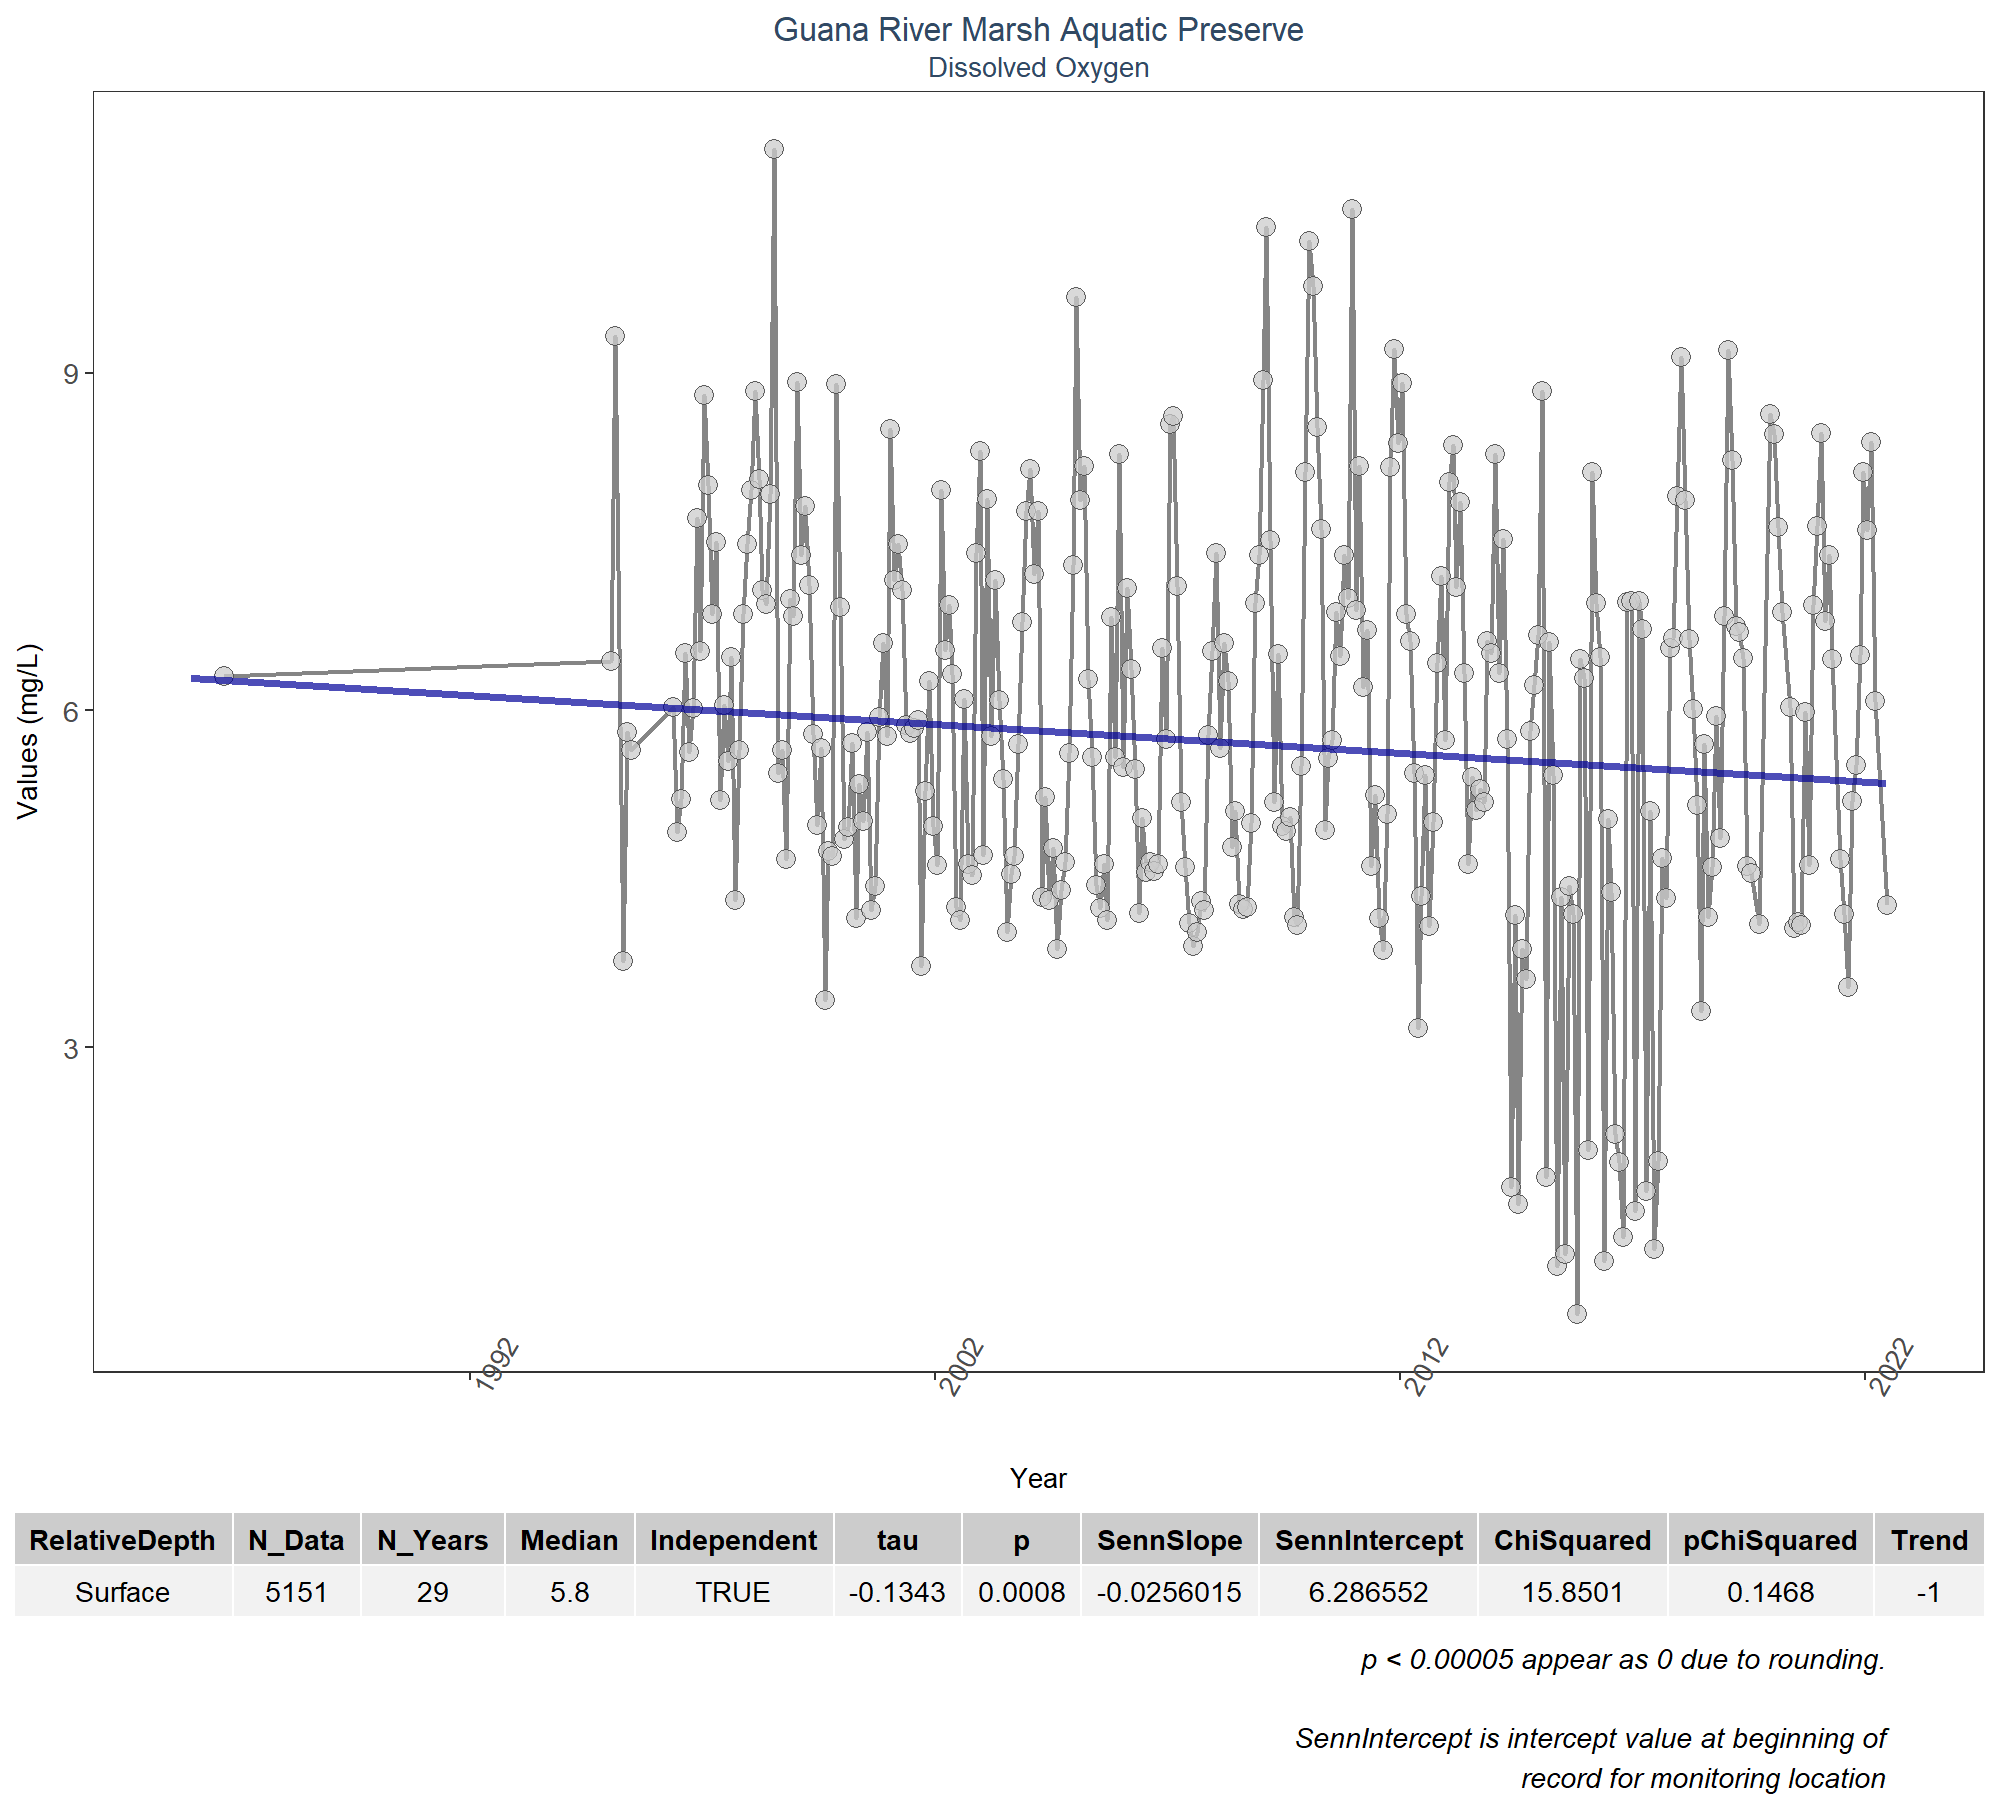 Guana River Marsh Aquatic Preserve
Dissolved Oxygen
Values (mg/L)
9
6
3
1992
2002
2012
2022
Year
RelativeDepth N_Data N_Years Median Independent tau p SennSlope SennIntercept ChiSquared pChiSquared Trend
Surface 5151 29 5.8 TRUE -0.1343 0.0008 -0.0256015 6.286552 15.8501 0.1468 -1
p < 0.00005 appear as 0 due to rounding.
SennIntercept is intercept value at beginning of
record for monitoring location